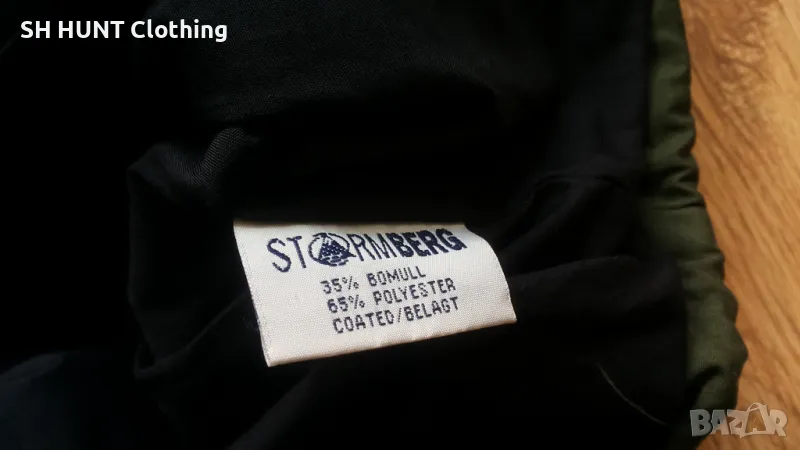 SH HUNT Clothing
STORMBERG
35% BOMULL
65% POLYESTER
COATED/BELAGT
BAZAR